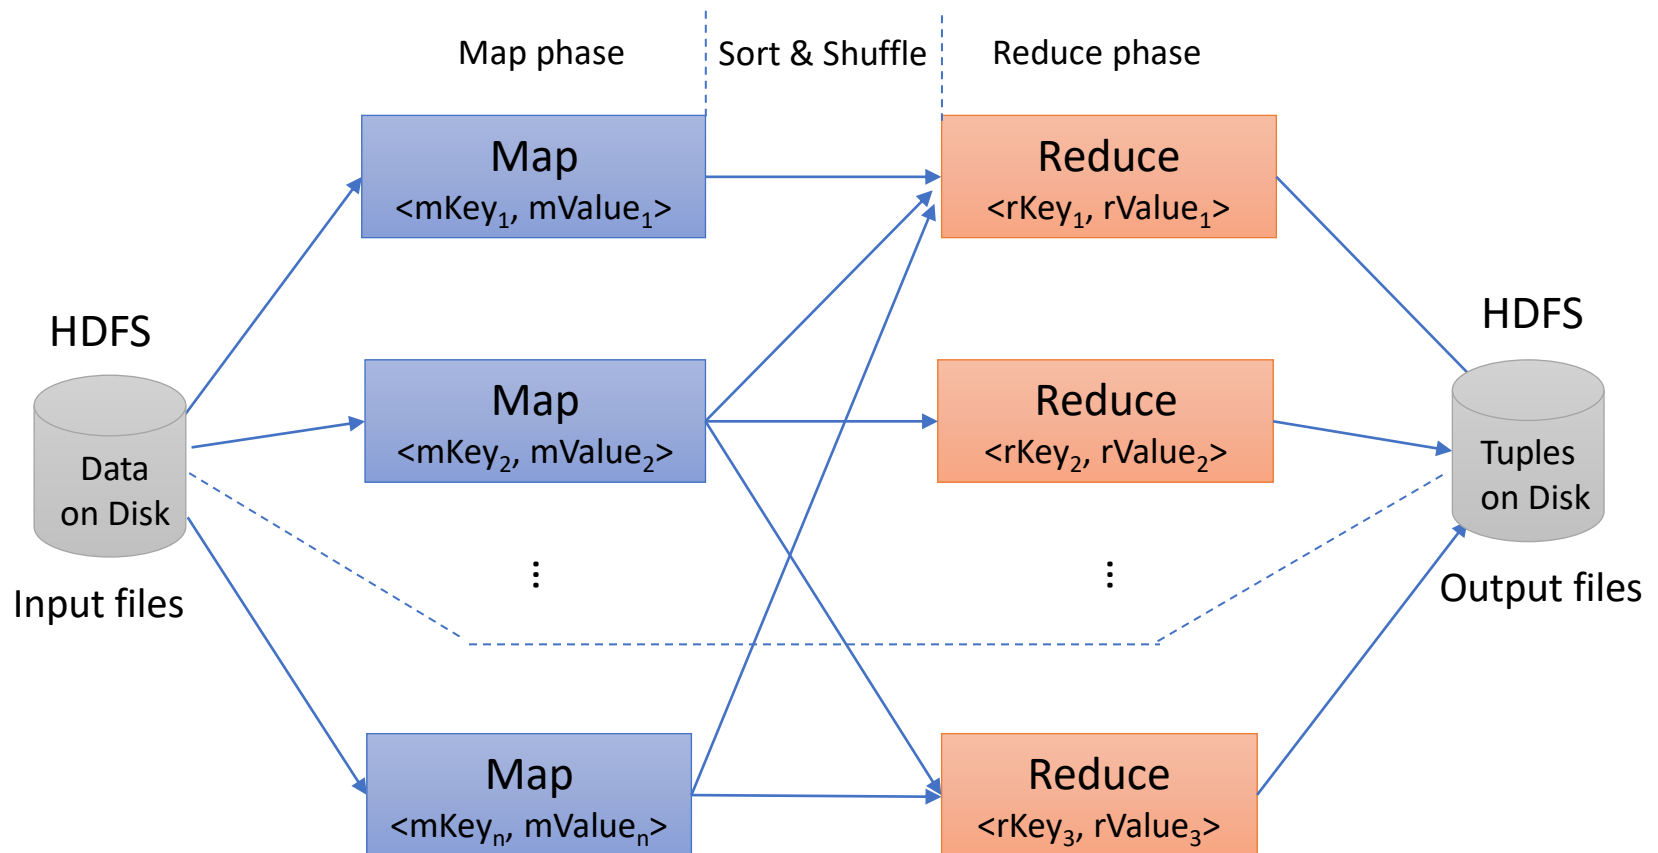 Map phase
Sort & Shuffle
Reduce phase
Map
<mKey₁, mValue₁>
Reduce
<rKey₁, rValue₁>
HDFS
Data
on Disk
Input files
Map
<mKey₂, mValue₂>
Reduce
<rKey₂, rValue₂>
HDFS
Tuples
on Disk
Output files
...
...
Map
<mKeyₙ, mValueₙ>
Reduce
<rKey₃, rValue₃>